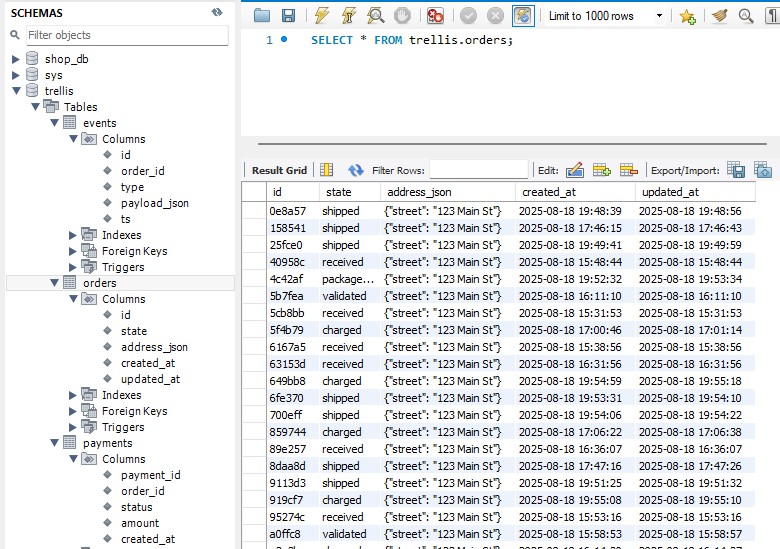 SCHEMAS
Filter objects
shop_db
sys
trellis
Tables
events
Columns
id
order_id
type
payload_json
ts
Indexes
Foreign Keys
Triggers
orders
Columns
id
state
address_json
created_at
updated_at
Indexes
Foreign Keys
Triggers
payments
Columns
payment_id
order_id
status
amount
created_at
Limit to 1000 rows
1 SELECT * FROM trellis.orders;
Result Grid Filter Rows: Edit: Export/Import:
id state address_json created_at updated_at
0e8a57 shipped {"street": "123 Main St"} 2025-08-18 19:48:39 2025-08-18 19:48:56
158541 shipped {"street": "123 Main St"} 2025-08-18 17:46:15 2025-08-18 17:46:43
25fce0 shipped {"street": "123 Main St"} 2025-08-18 19:49:41 2025-08-18 19:49:59
40958c received {"street": "123 Main St"} 2025-08-18 15:48:44 2025-08-18 15:48:44
4c42af package... {"street": "123 Main St"} 2025-08-18 19:52:32 2025-08-18 19:53:34
5b7fea validated {"street": "123 Main St"} 2025-08-18 16:11:10 2025-08-18 16:11:10
5cb8bb received {"street": "123 Main St"} 2025-08-18 15:31:53 2025-08-18 15:31:53
5f4b79 charged {"street": "123 Main St"} 2025-08-18 17:00:46 2025-08-18 17:01:14
6167a5 received {"street": "123 Main St"} 2025-08-18 15:38:56 2025-08-18 15:38:56
63153d received {"street": "123 Main St"} 2025-08-18 16:31:56 2025-08-18 16:31:56
649bb8 charged {"street": "123 Main St"} 2025-08-18 19:54:59 2025-08-18 19:55:18
6fe370 shipped {"street": "123 Main St"} 2025-08-18 19:53:31 2025-08-18 19:54:10
700eff shipped {"street": "123 Main St"} 2025-08-18 19:54:06 2025-08-18 19:54:22
859744 charged {"street": "123 Main St"} 2025-08-18 17:06:22 2025-08-18 17:06:38
89e257 received {"street": "123 Main St"} 2025-08-18 16:36:07 2025-08-18 16:36:07
8daa8d shipped {"street": "123 Main St"} 2025-08-18 17:47:16 2025-08-18 17:47:26
9113d3 shipped {"street": "123 Main St"} 2025-08-18 19:51:25 2025-08-18 19:51:32
919cf7 charged {"street": "123 Main St"} 2025-08-18 19:55:08 2025-08-18 19:55:10
95274c received {"street": "123 Main St"} 2025-08-18 15:53:16 2025-08-18 15:53:16
a0ffc8 validated {"street": "123 Main St"} 2025-08-18 15:58:53 2025-08-18 15:58:57